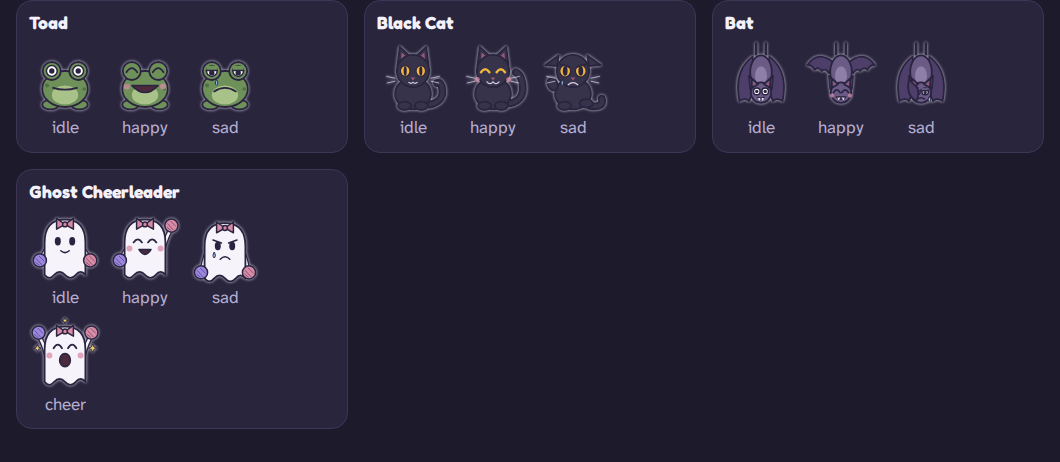 Toad
idle happy sad
Black Cat
idle happy sad
Bat
idle happy sad
Ghost Cheerleader
idle happy sad
cheer